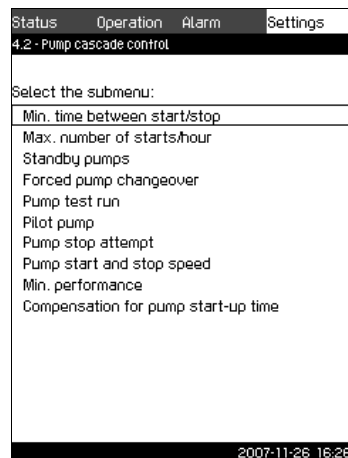 Status Operation Alarm Settings
4.2 - Pump cascade control
Select the submenu:
Min. time between start/stop
Max. number of starts/hour
Standby pumps
Forced pump changeover
Pump test run
Pilot pump
Pump stop attempt
Pump start and stop speed
Min. performance
Compensation for pump start-up time
2007-11-26 16:26